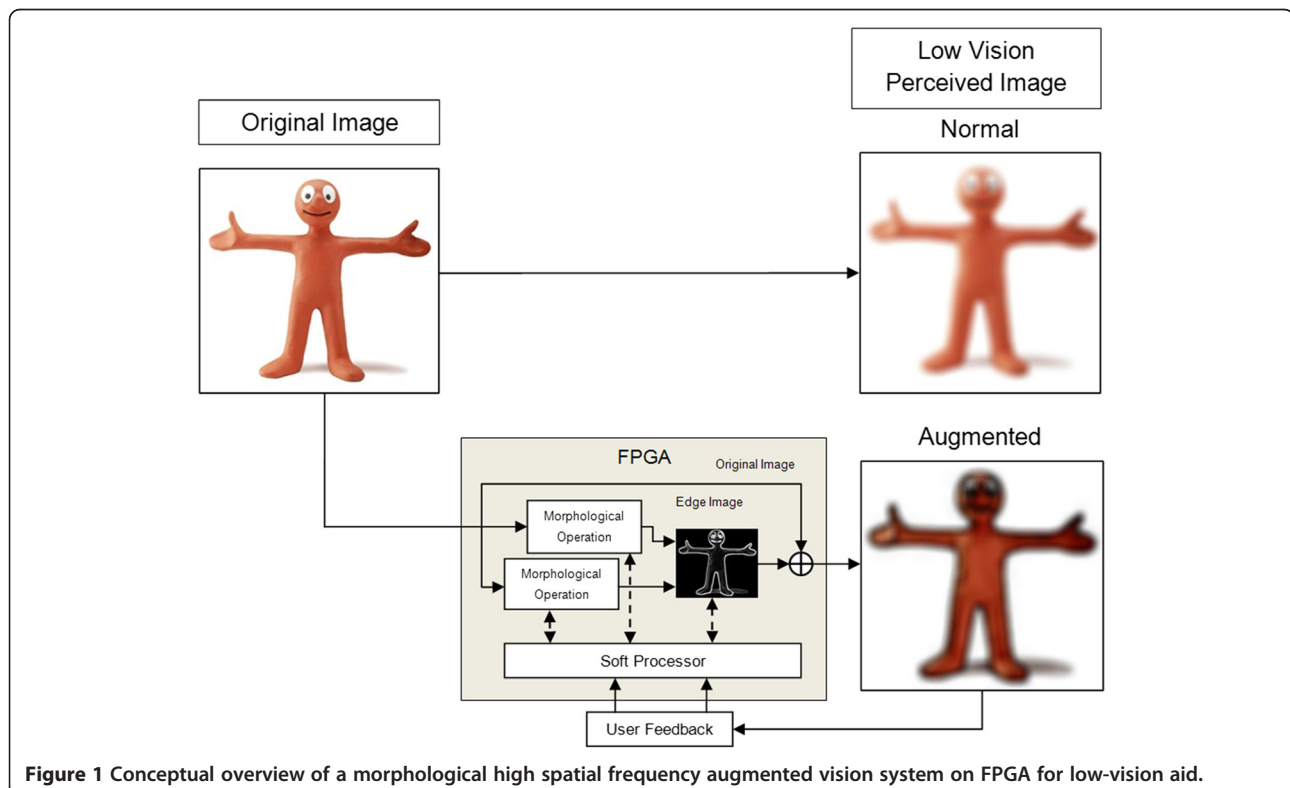 Low Vision
Perceived Image
Original Image
Normal
Augmented
FPGA
Original Image
Edge Image
Morphological
Operation
Morphological
Operation
Soft Processor
User Feedback
Figure 1 Conceptual overview of a morphological high spatial frequency augmented vision system on FPGA for low-vision aid.